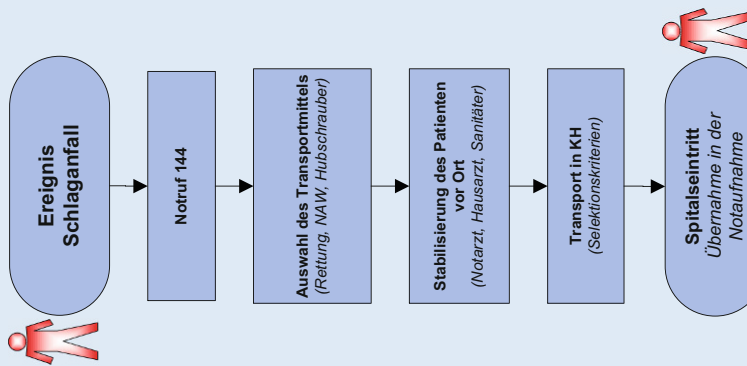 Ereignis
Schlaganfall
Notruf 144
Auswahl des Transportmittels
(Rettung, NAW, Hubschrauber)
Stabilisierung des Patienten
vor Ort
(Notarzt, Hausarzt, Sanitäter)
Transport in KH
(Selektionskriterien)
Spitalseintritt
Übernahme in der
Notaufnahme